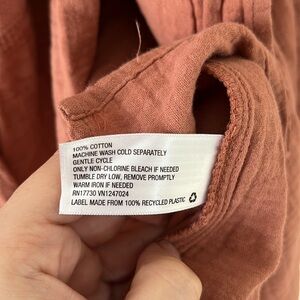 100% COTTON
MACHINE WASH COLD SEPARATELY
GENTLE CYCLE
ONLY NON-CHLORINE BLEACH IF NEEDED
TUMBLE DRY LOW, REMOVE PROMPTLY
WARM IRON IF NEEDED
RN17730 VN1247024
LABEL MADE FROM 100% RECYCLED PLASTIC